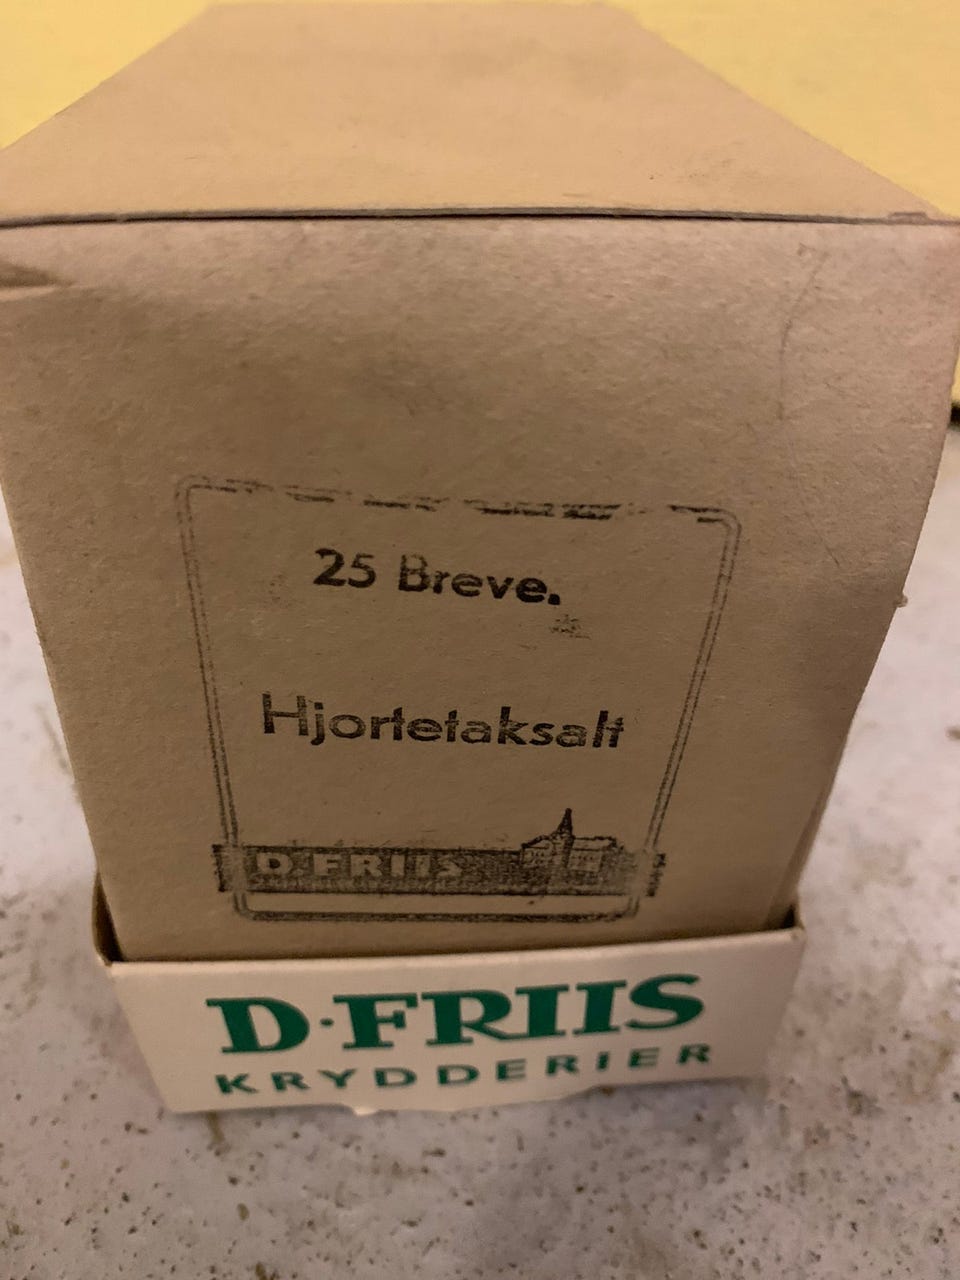 25 Breve.
Hjortetaksalt
D·FRIIS
D·FRIIS
KRYDDERIER